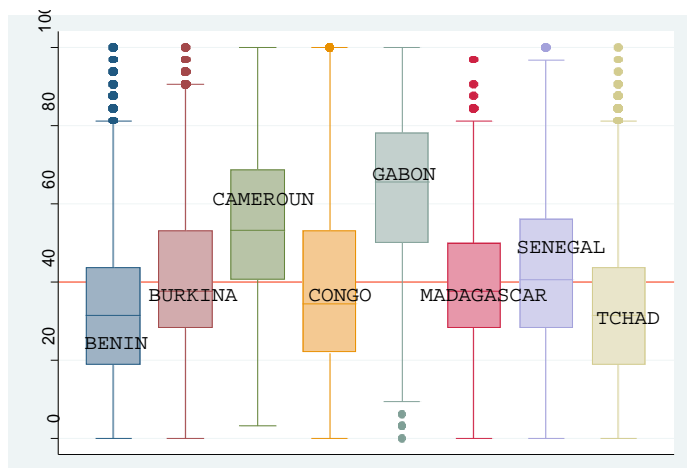 100
80
60
40
20
0
BENIN
BURKINA
CAMEROUN
CONGO
GABON
MADAGASCAR
SENEGAL
TCHAD